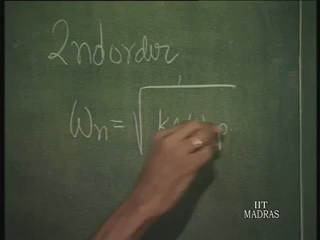 2nd order
ωn = √
IIT
MADRAS